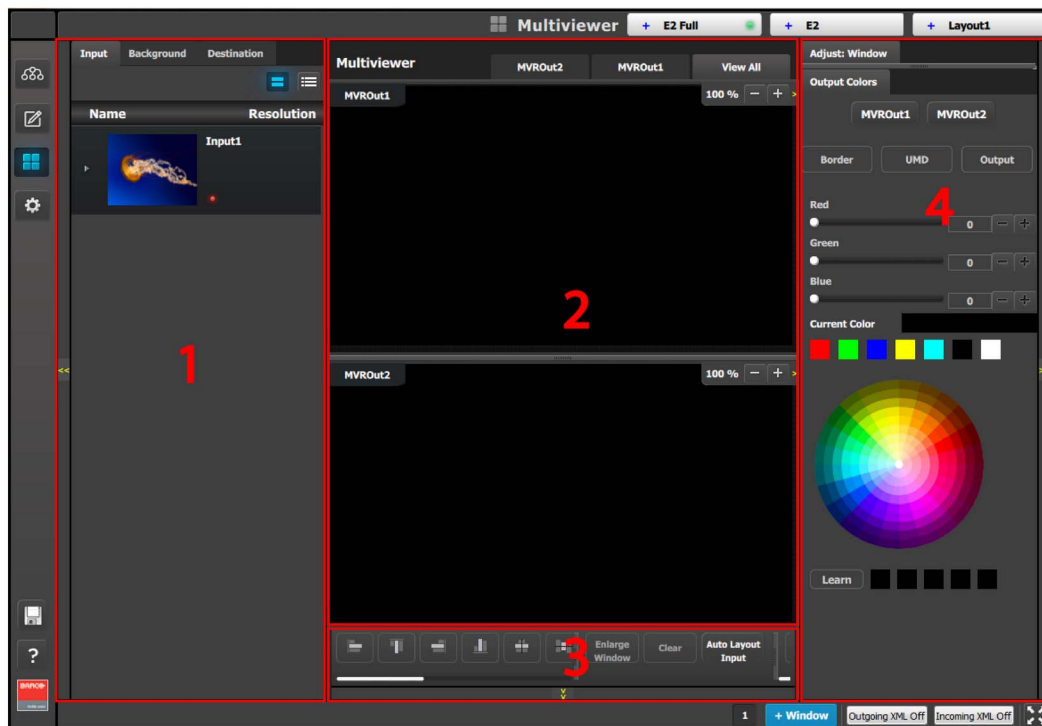 Multiviewer
+ E2 Full
+ E2
+ Layout1
Input Background Destination
Name Resolution
Input1
1
<<
Multiviewer
MVROut2 MVROut1 View All
MVROut1
100 % − + >
2
MVROut2
100 % − + >
Enlarge Window
Clear
Auto Layout Input
3
Adjust: Window
Output Colors
MVROut1 MVROut2
Border UMD Output
4
Red
0 − +
Green
0 − +
Blue
0 − +
Current Color
Learn
?
BARCO
1
+ Window
Outgoing XML Off
Incoming XML Off